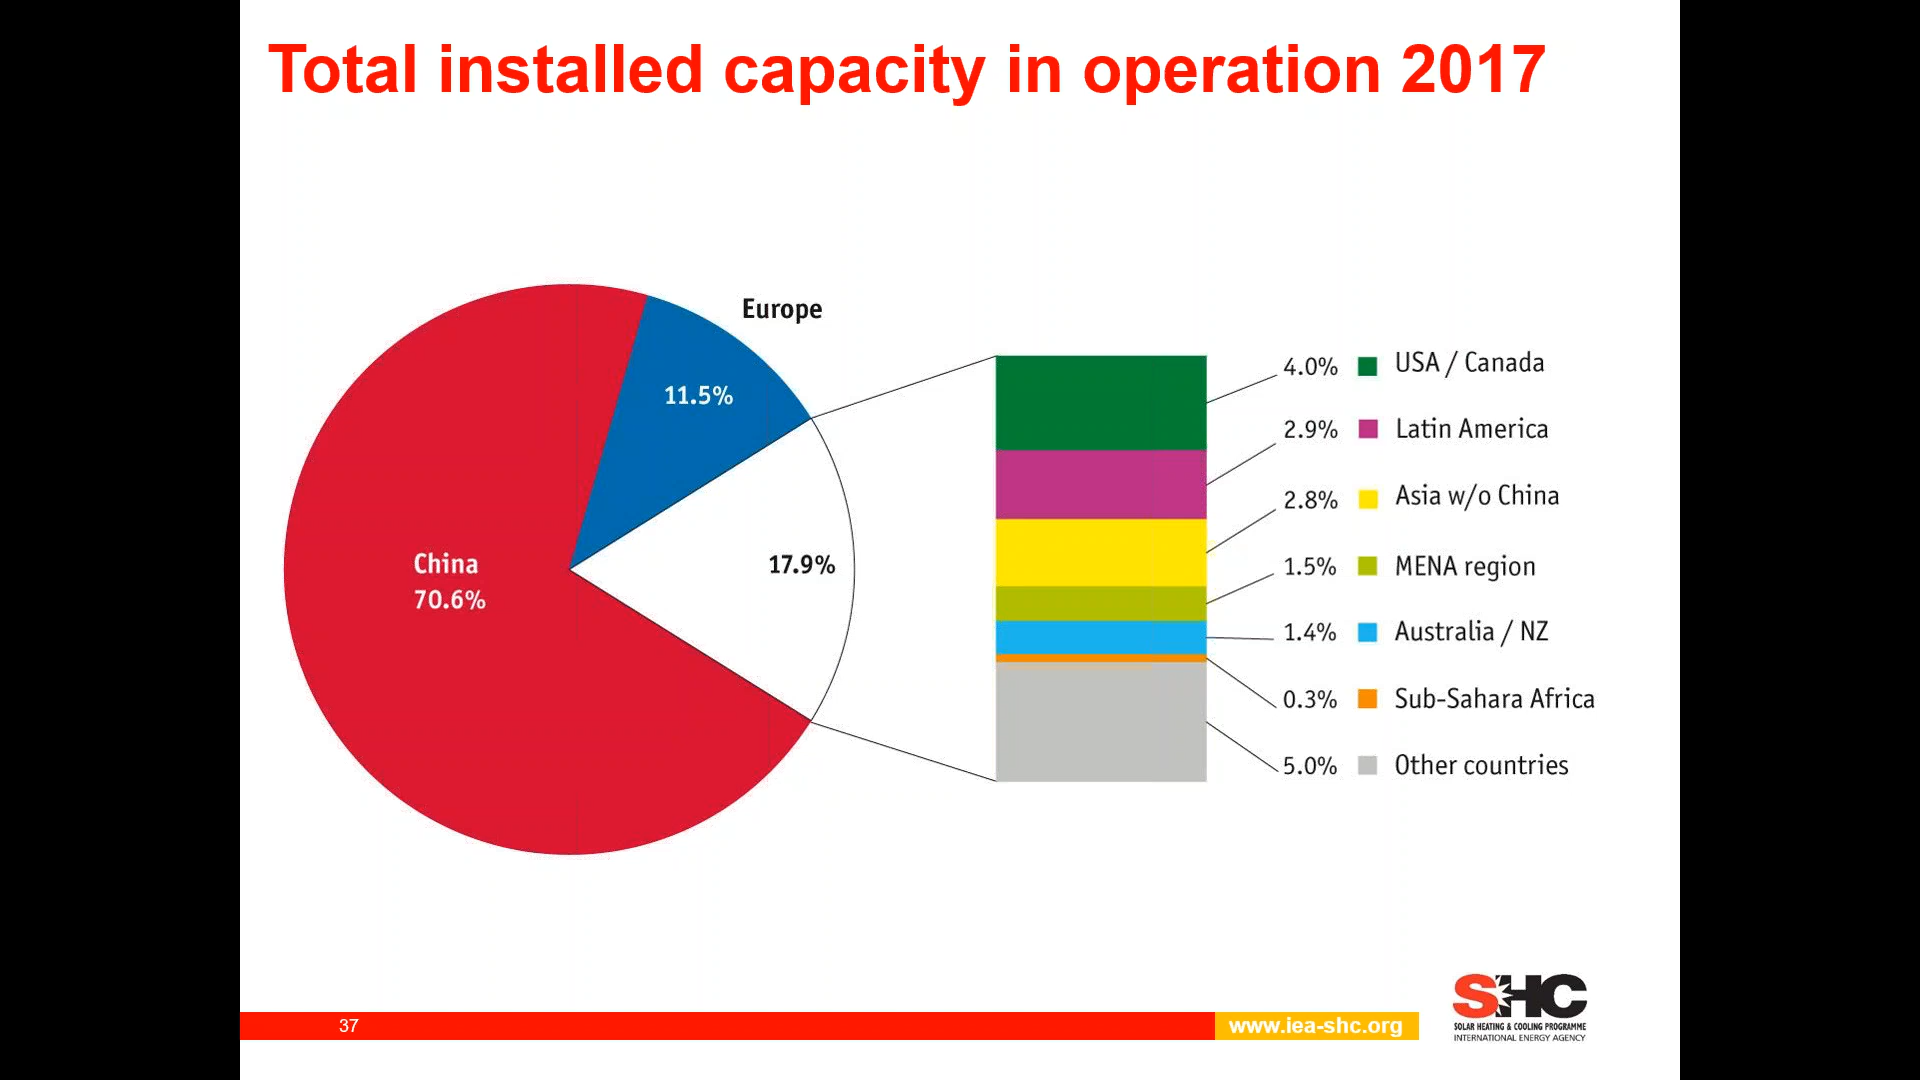 Total installed capacity in operation 2017
Europe
11.5%
China
70.6%
17.9%
4.0% USA / Canada
2.9% Latin America
2.8% Asia w/o China
1.5% MENA region
1.4% Australia / NZ
0.3% Sub-Sahara Africa
5.0% Other countries
37
www.iea-shc.org
SHC
SOLAR HEATING & COOLING PROGRAMME
INTERNATIONAL ENERGY AGENCY